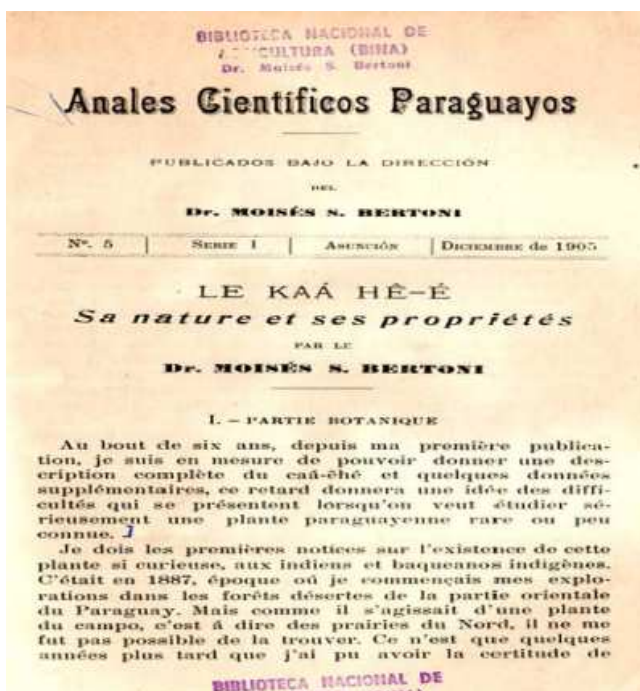 BIBLIOTECA NACIONAL DE
CULTURA (BINA)
Dr. Moisés S. Bertoni
Anales Científicos Paraguayos
PUBLICADOS BAJO LA DIRECCIÓN
DEL
Dr. MOISÉS S. BERTONI
Nº. 5 | SERIE I | ASUNCIÓN | DICIEMBRE de 1905
LE KAÁ HÊ-É
Sa nature et ses propriétés
PAR LE
Dr. MOISÉS S. BERTONI
I. – PARTIE BOTANIQUE
Au bout de six ans, depuis ma première publica-
tion, je suis en mesure de pouvoir donner une des-
cription complète du caá-êhé et quelques données
supplémentaires, ce retard donnera une idée des diffi-
cultés qui se présentent lorsqu'on veut étudier sé-
rieusement une plante paraguayenne rare ou peu
connue.
Je dois les premières notices sur l'existence de cette
plante si curieuse, aux indiens et baqueanos indigènes.
C'était en 1887, époque oú je commençais mes explo-
rations dans les forêts désertes de la partie orientale
du Paraguay. Mais comme il s'agissait d'une plante
du campo, c'est á dire des prairies du Nord, il ne me
fut pas possible de la trouver. Ce n'est que quelques
années plus tard que j'ai pu avoir la certitude de
BIBLIOTECA NACIONAL DE